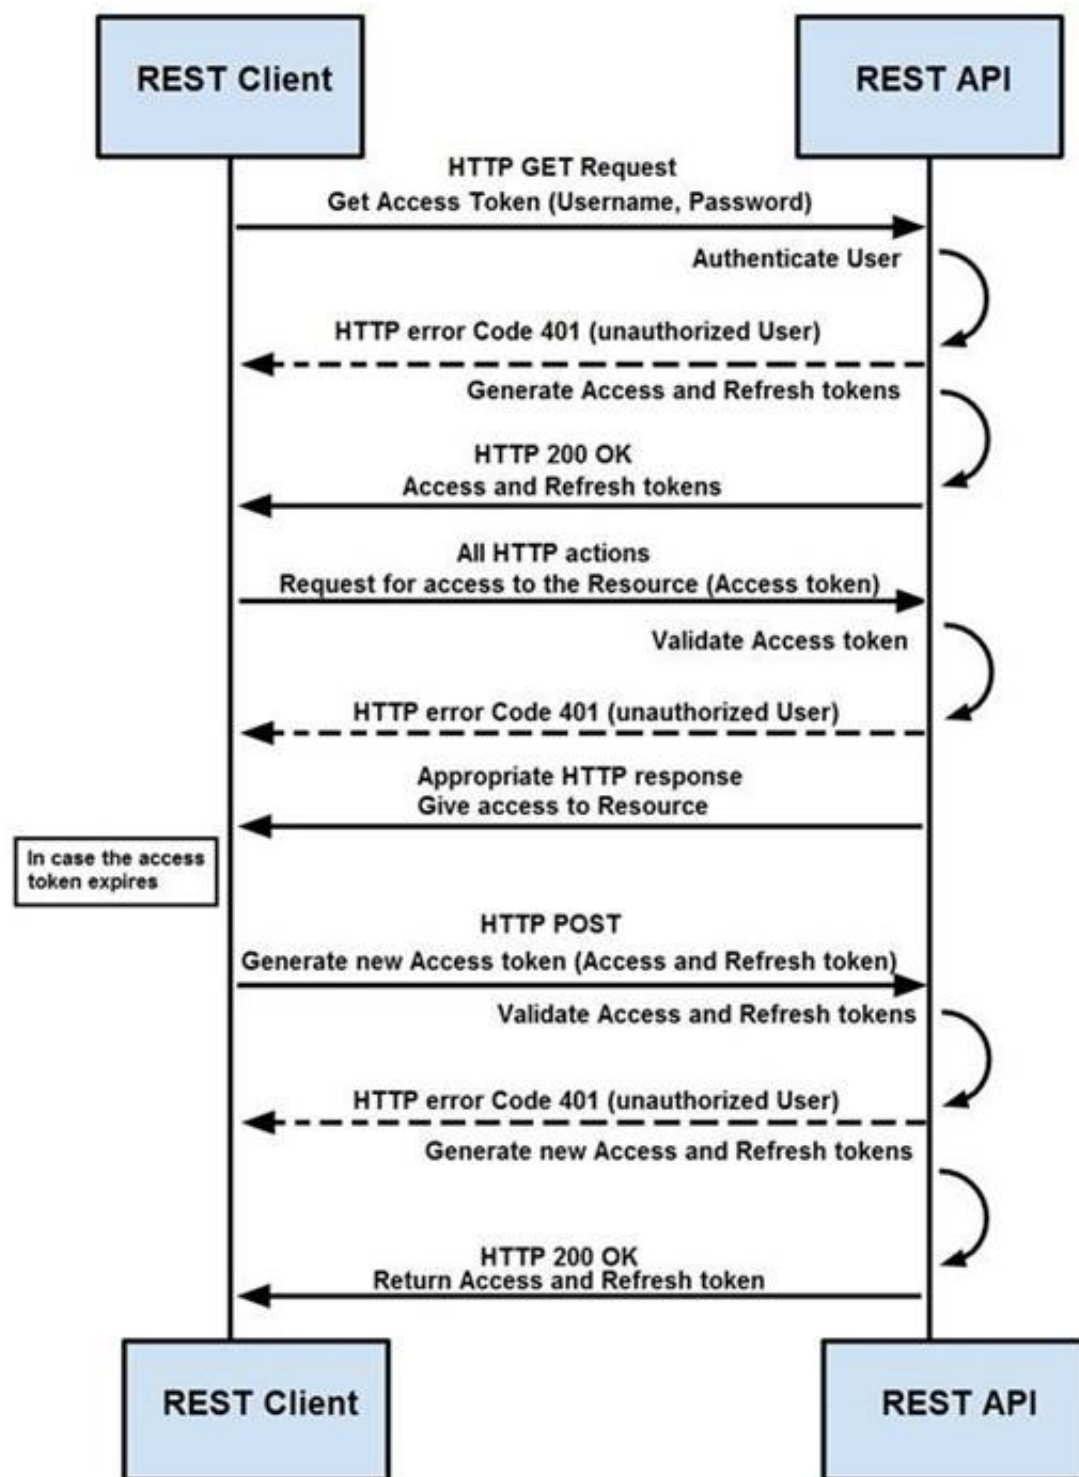 REST Client
REST API
HTTP GET Request
Get Access Token (Username, Password)
Authenticate User
HTTP error Code 401 (unauthorized User)
Generate Access and Refresh tokens
HTTP 200 OK
Access and Refresh tokens
All HTTP actions
Request for access to the Resource (Access token)
Validate Access token
HTTP error Code 401 (unauthorized User)
Appropriate HTTP response
Give access to Resource
In case the access
token expires
HTTP POST
Generate new Access token (Access and Refresh token)
Validate Access and Refresh tokens
HTTP error Code 401 (unauthorized User)
Generate new Access and Refresh tokens
HTTP 200 OK
Return Access and Refresh token
REST Client
REST API